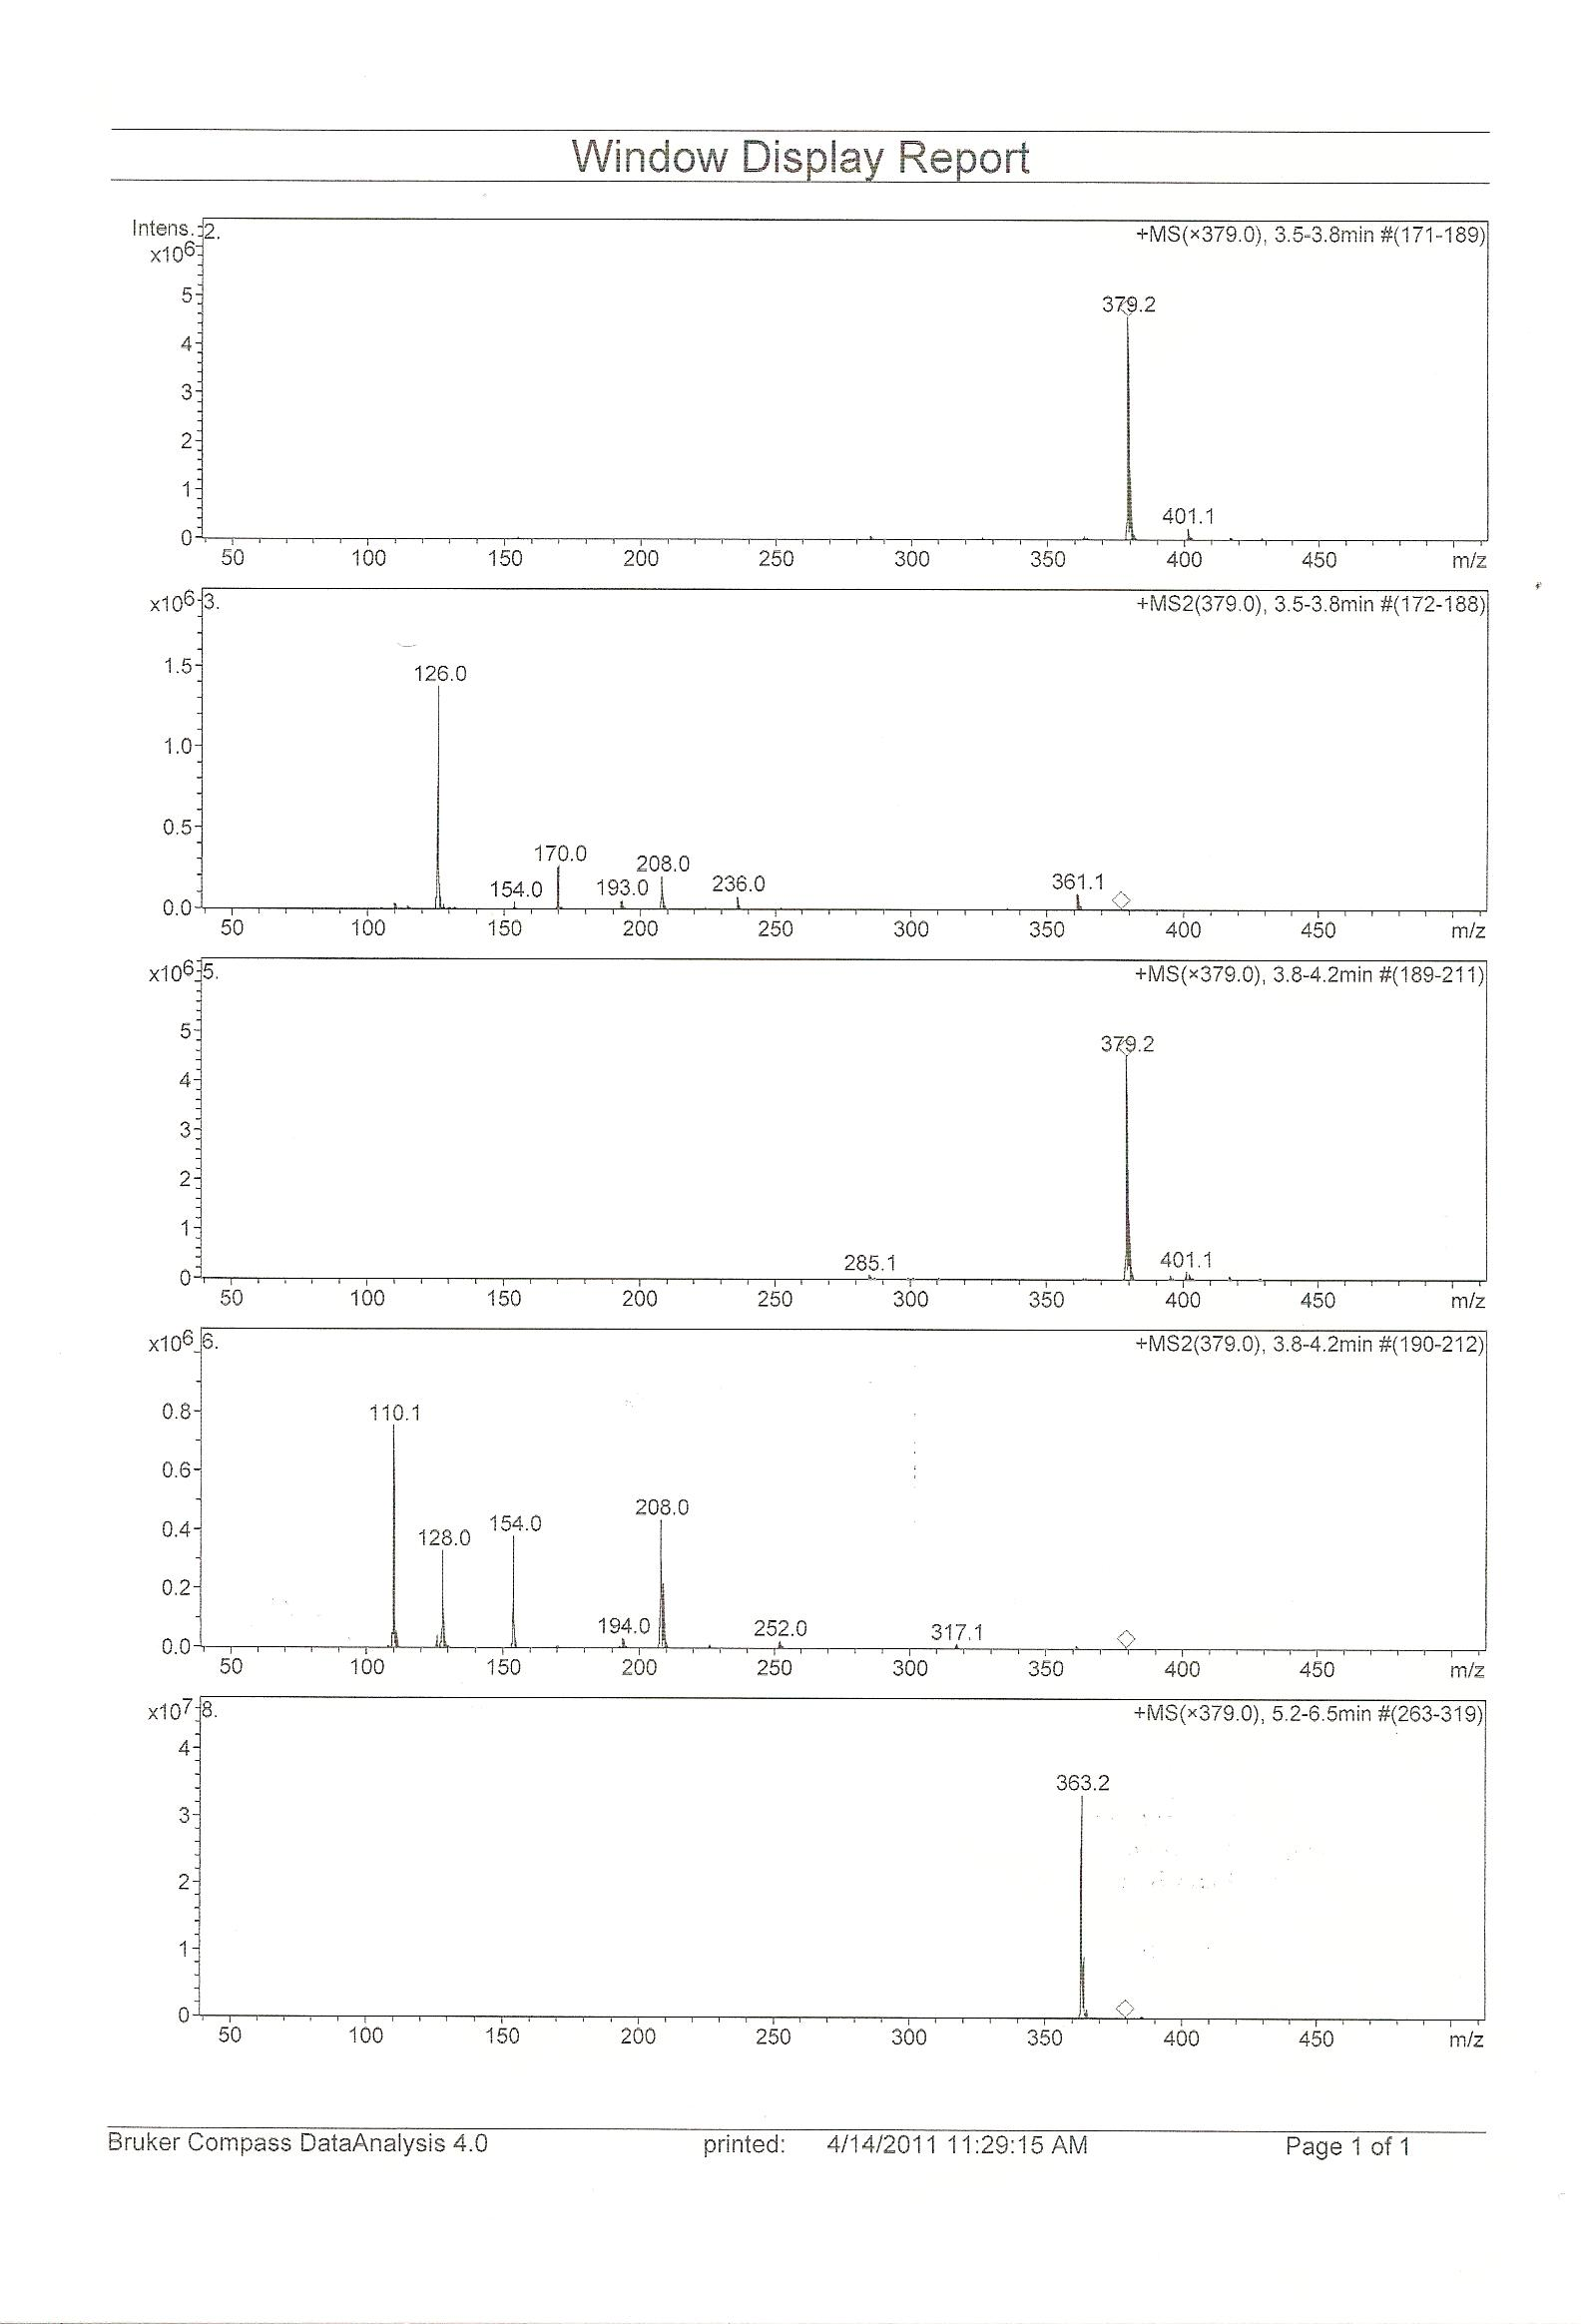 Window Display Report
Intens. 2. +MS(×379.0), 3.5-3.8min #(171-189)
x10⁶
5
379.2
4
3
2
1
401.1
0
50 100 150 200 250 300 350 400 450 m/z
x10⁶ 3. +MS2(379.0), 3.5-3.8min #(172-188)
1.5
126.0
1.0
0.5
170.0
208.0
154.0 193.0 236.0 361.1
0.0
50 100 150 200 250 300 350 400 450 m/z
x10⁶ 5. +MS(×379.0), 3.8-4.2min #(189-211)
5
379.2
4
3
2
1
285.1 401.1
0
50 100 150 200 250 300 350 400 450 m/z
x10⁶ 6. +MS2(379.0), 3.8-4.2min #(190-212)
0.8
110.1
0.6
208.0
0.4
128.0 154.0
0.2
194.0 252.0 317.1
0.0
50 100 150 200 250 300 350 400 450 m/z
x10⁷ 8. +MS(×379.0), 5.2-6.5min #(263-319)
4
363.2
3
2
1
0
50 100 150 200 250 300 350 400 450 m/z
Bruker Compass DataAnalysis 4.0 printed: 4/14/2011 11:29:15 AM Page 1 of 1